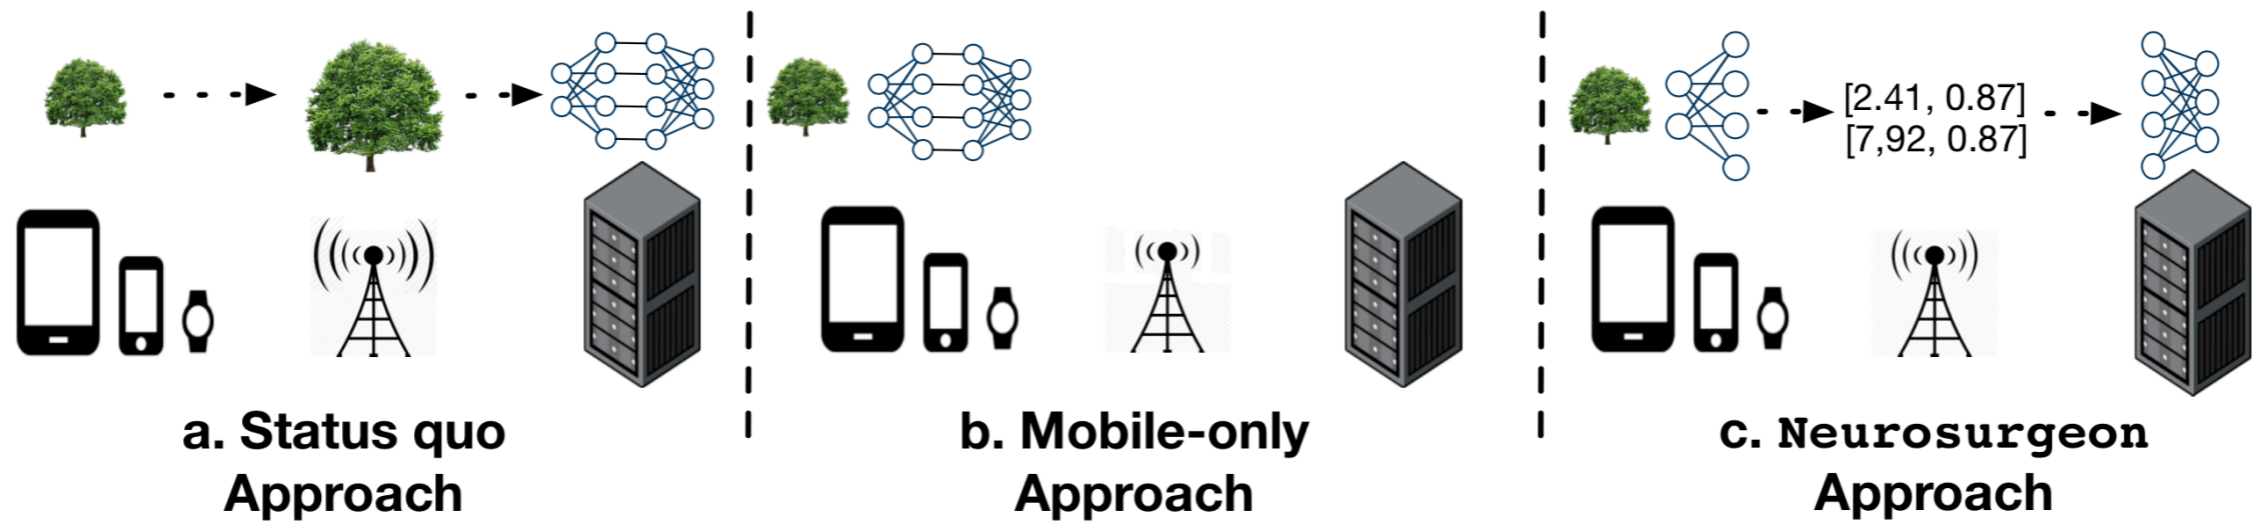 [2.41, 0.87]
[7,92, 0.87]
a. Status quo
Approach
b. Mobile-only
Approach
c. Neurosurgeon
Approach